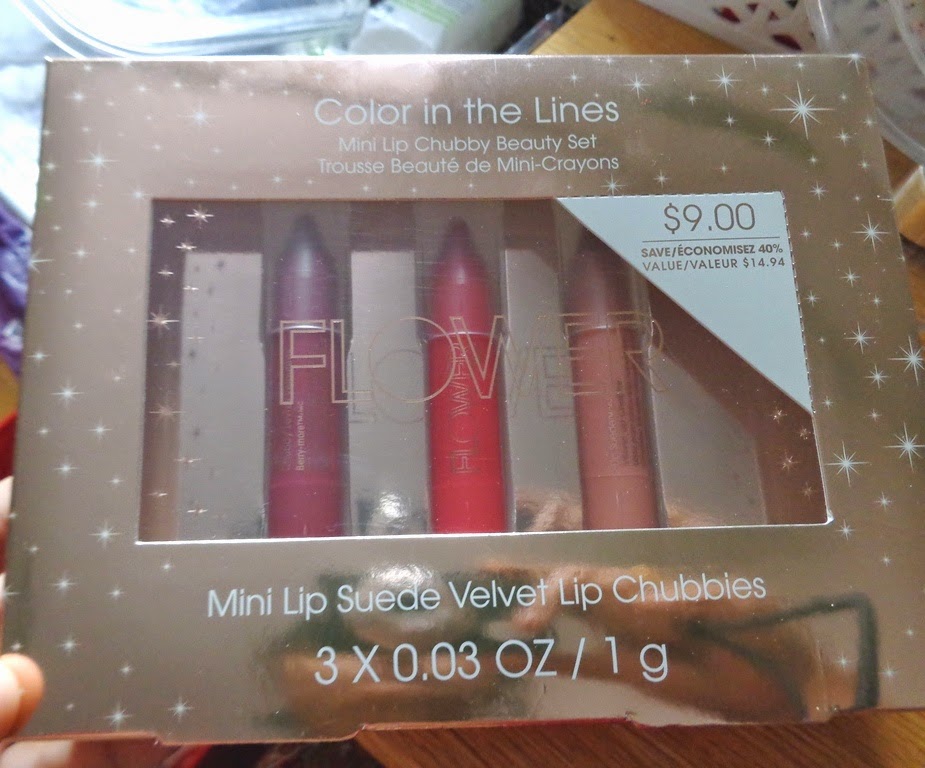 Color in the Lines
Mini Lip Chubby Beauty Set
Trousse Beauté de Mini-Crayons
$9.00
SAVE/ÉCONOMISEZ 40%
VALUE/VALEUR $14.94
FLOWER
FLOWER
Mini Lip Suede Velvet Lip Chubbies
3 X 0.03 OZ / 1 g